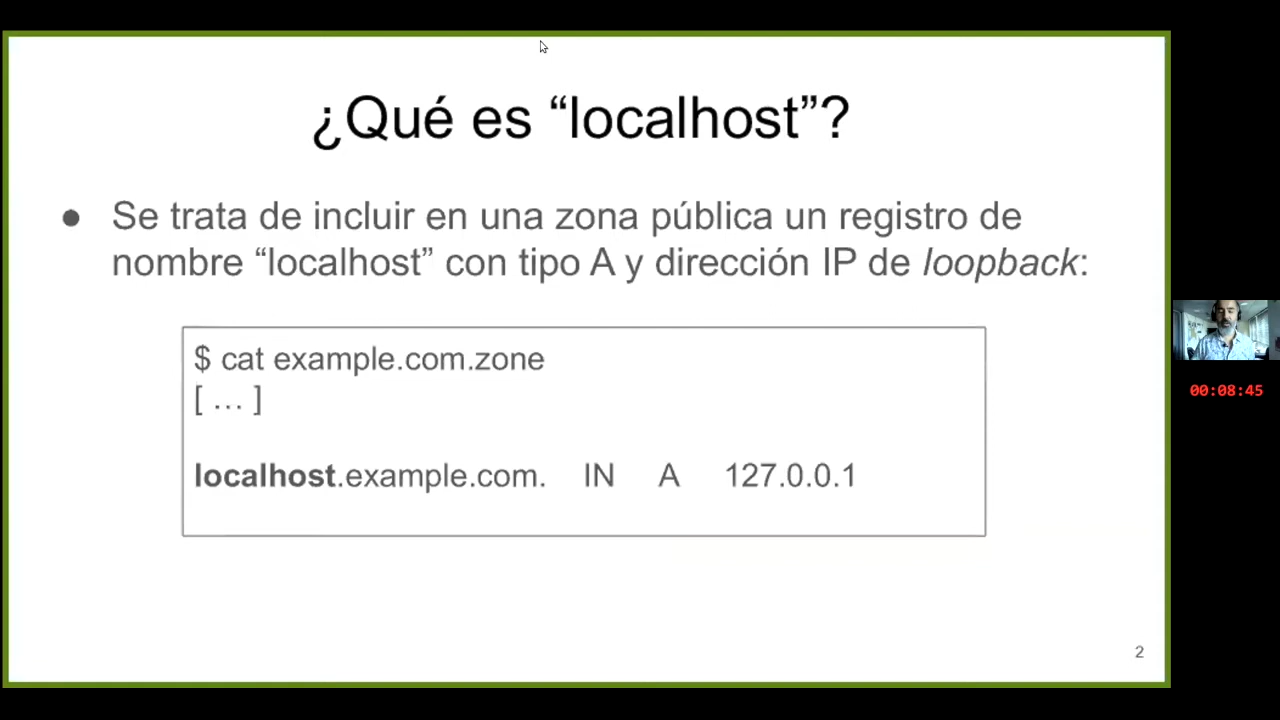 ¿Qué es “localhost”?
● Se trata de incluir en una zona pública un registro de
nombre “localhost” con tipo A y dirección IP de loopback:
$ cat example.com.zone
[ … ]
localhost.example.com. IN A 127.0.0.1
2
00:08:45